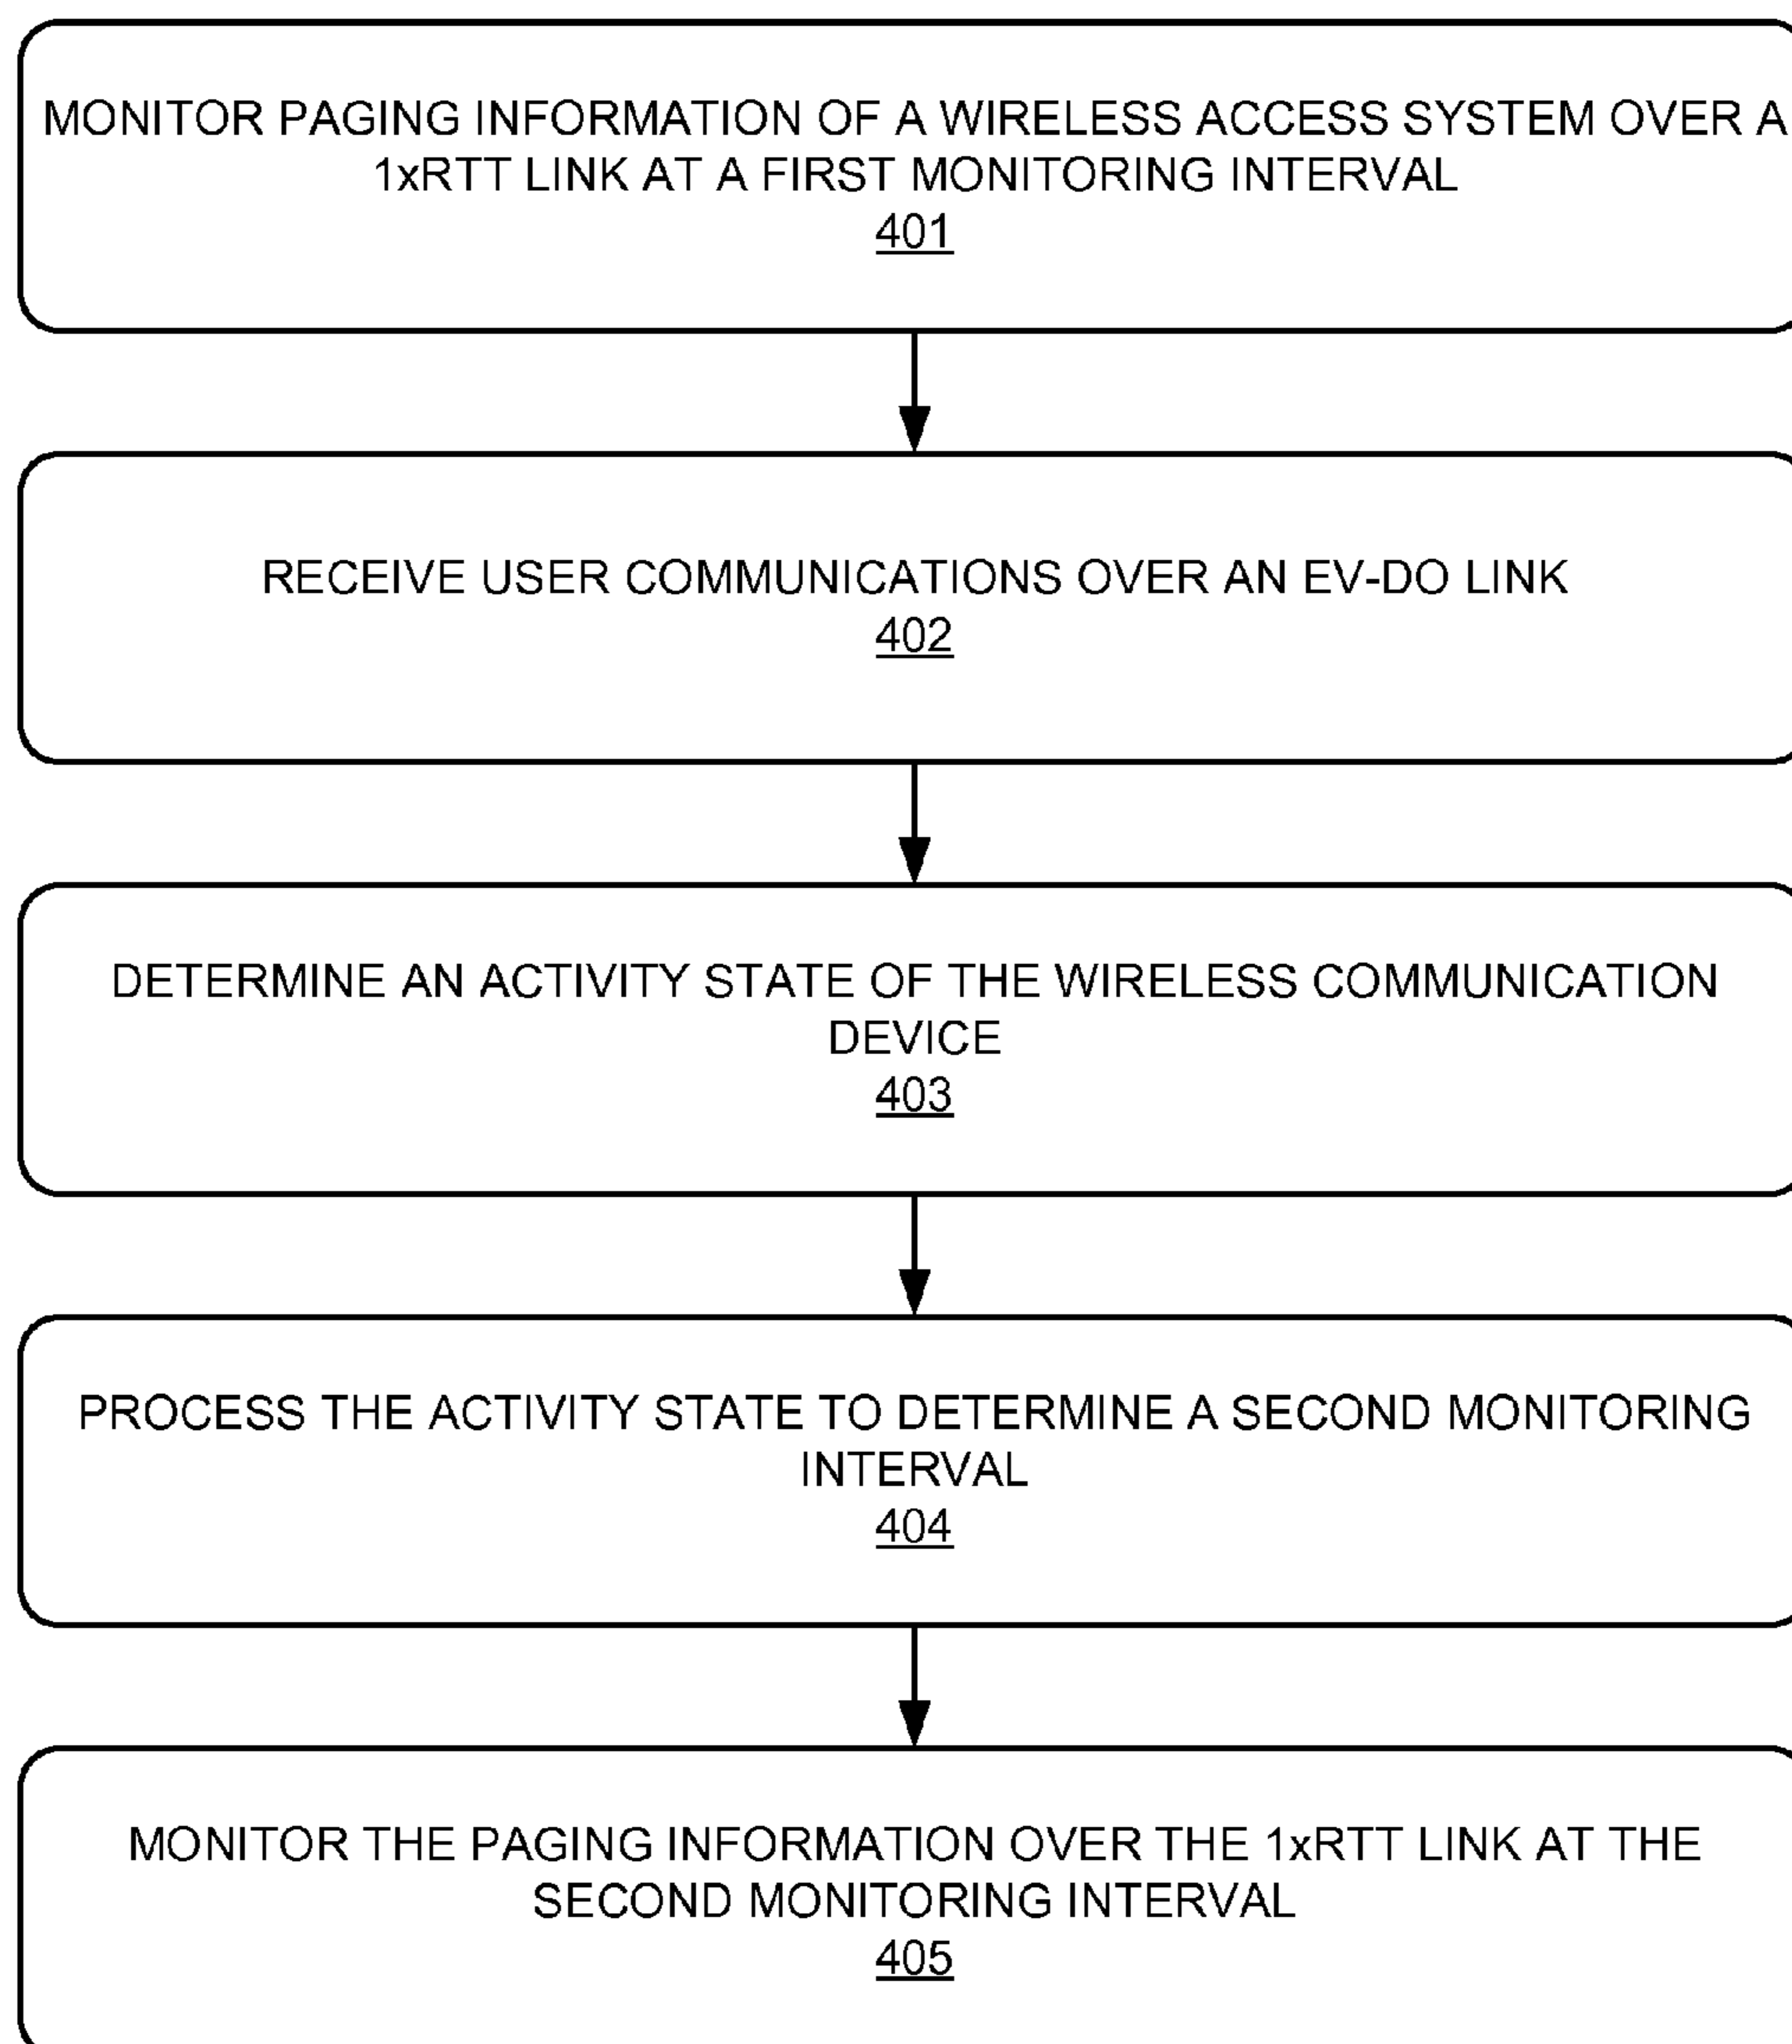 MONITOR PAGING INFORMATION OF A WIRELESS ACCESS SYSTEM OVER A
1xRTT LINK AT A FIRST MONITORING INTERVAL
401
RECEIVE USER COMMUNICATIONS OVER AN EV-DO LINK
402
DETERMINE AN ACTIVITY STATE OF THE WIRELESS COMMUNICATION
DEVICE
403
PROCESS THE ACTIVITY STATE TO DETERMINE A SECOND MONITORING
INTERVAL
404
MONITOR THE PAGING INFORMATION OVER THE 1xRTT LINK AT THE
SECOND MONITORING INTERVAL
405